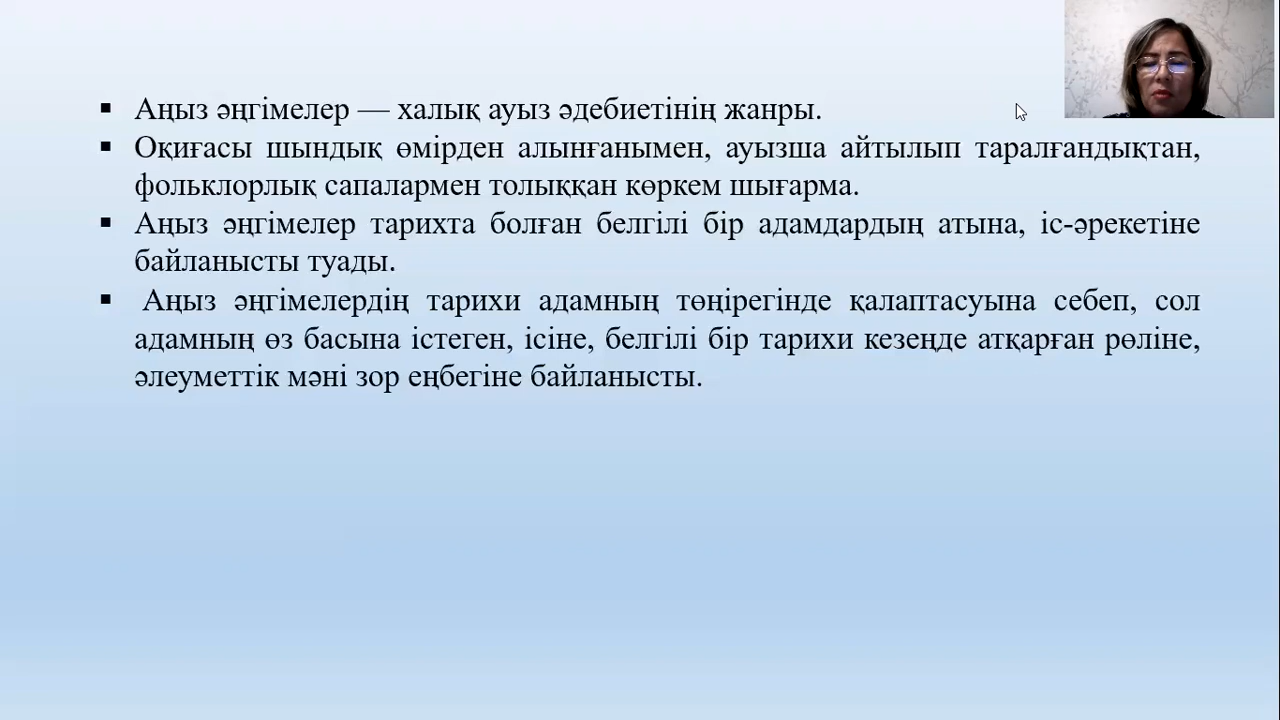 ▪ Аңыз әңгімелер — халық ауыз әдебиетінің жанры.
▪ Оқиғасы шындық өмірден алынғанымен, ауызша айтылып таралғандықтан,
фольклорлық сапалармен толыққан көркем шығарма.
▪ Аңыз әңгімелер тарихта болған белгілі бір адамдардың атына, іс-әрекетіне
байланысты туады.
▪ Аңыз әңгімелердің тарихи адамның төңірегінде қалаптасуына себеп, сол
адамның өз басына істеген, ісіне, белгілі бір тарихи кезеңде атқарған рөліне,
әлеуметтік мәні зор еңбегіне байланысты.